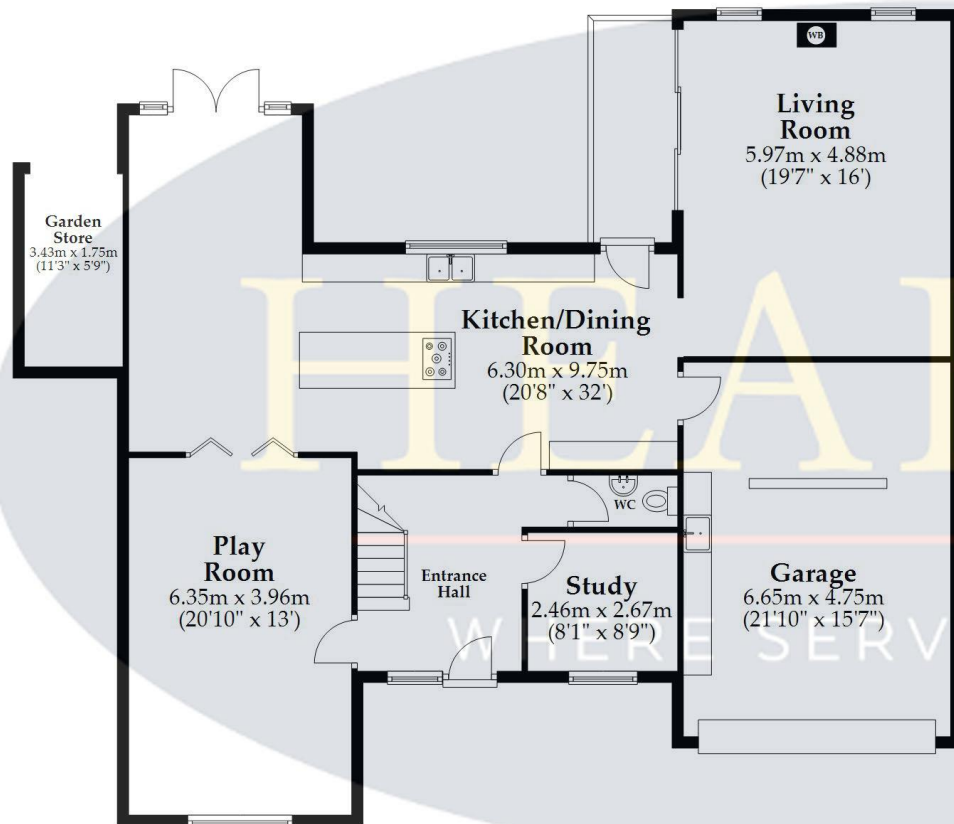 WB
Living
Room
5.97m x 4.88m
(19'7" x 16')
Garden
Store
3.43m x 1.75m
(11'3" x 5'9")
Kitchen/Dining
Room
6.30m x 9.75m
(20'8" x 32')
WC
Play
Room
6.35m x 3.96m
(20'10" x 13')
Entrance
Hall
Study
2.46m x 2.67m
(8'1" x 8'9")
Garage
6.65m x 4.75m
(21'10" x 15'7")
HEA
WHERE SERV